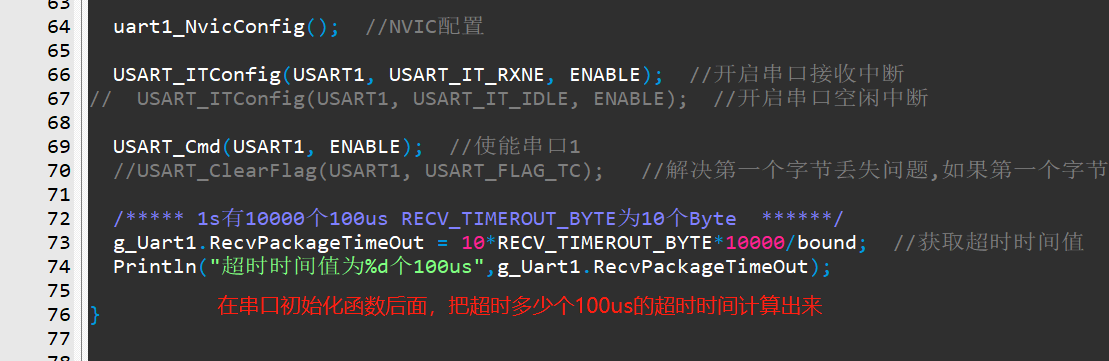 63
64 uart1_NvicConfig(); //NVIC配置
65
66 USART_ITConfig(USART1, USART_IT_RXNE, ENABLE); //开启串口接收中断
67 // USART_ITConfig(USART1, USART_IT_IDLE, ENABLE); //开启串口空闲中断
68
69 USART_Cmd(USART1, ENABLE); //使能串口1
70 //USART_ClearFlag(USART1, USART_FLAG_TC); //解决第一个字节丢失问题,如果第一个字节
71
72 /***** 1s有10000个100us RECV_TIMEROUT_BYTE为10个Byte ******/
73 g_Uart1.RecvPackageTimeOut = 10*RECV_TIMEROUT_BYTE*10000/bound; //获取超时时间值
74 Println("超时时间值为%d个100us",g_Uart1.RecvPackageTimeOut);
75
在串口初始化函数后面，把超时多少个100us的超时时间计算出来
76 }
77
78